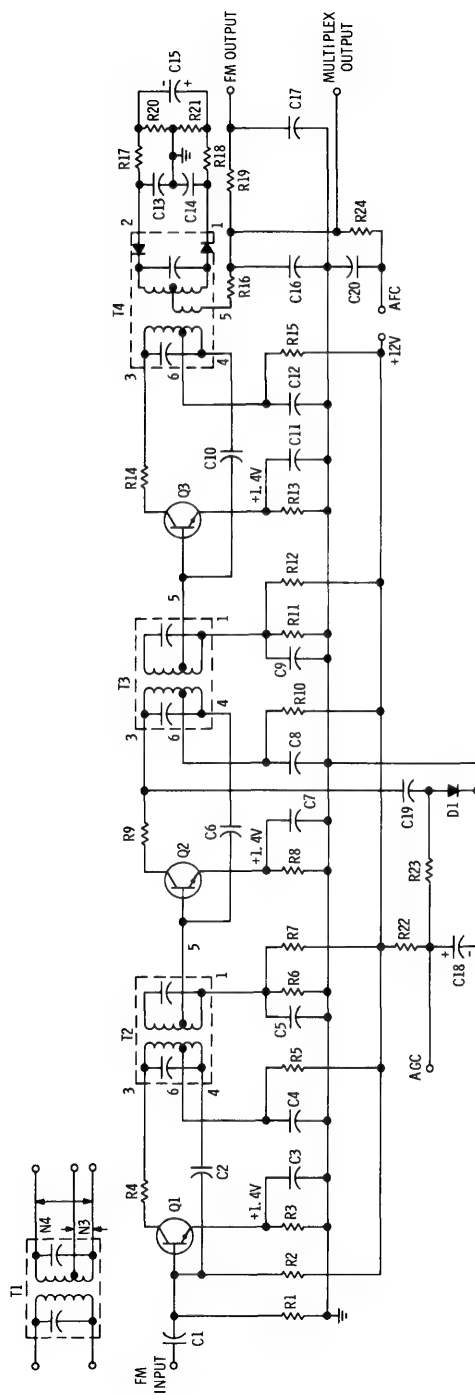 T1
N4
N3
FM
INPUT
C1
R1
R2
Q1
R4
+1.4V
R3
C3
C2
T2
3
6
4
1
5
C4
R5
C5
R6
R7
Q2
R9
+1.4V
R8
C7
C6
T3
3
6
4
1
5
C8
R10
C9
R11
R12
Q3
R14
+1.4V
R13
C11
C10
T4
3
6
4
2
1
5
C12
R15
R16
C13
C14
R17
R18
R20
R21
C15
-
+
R19
C16
C17
FM OUTPUT
MULTIPLEX
OUTPUT
C20
R24
AFC
+12V
AGC
R22
R23
C18
+
-
C19
D1